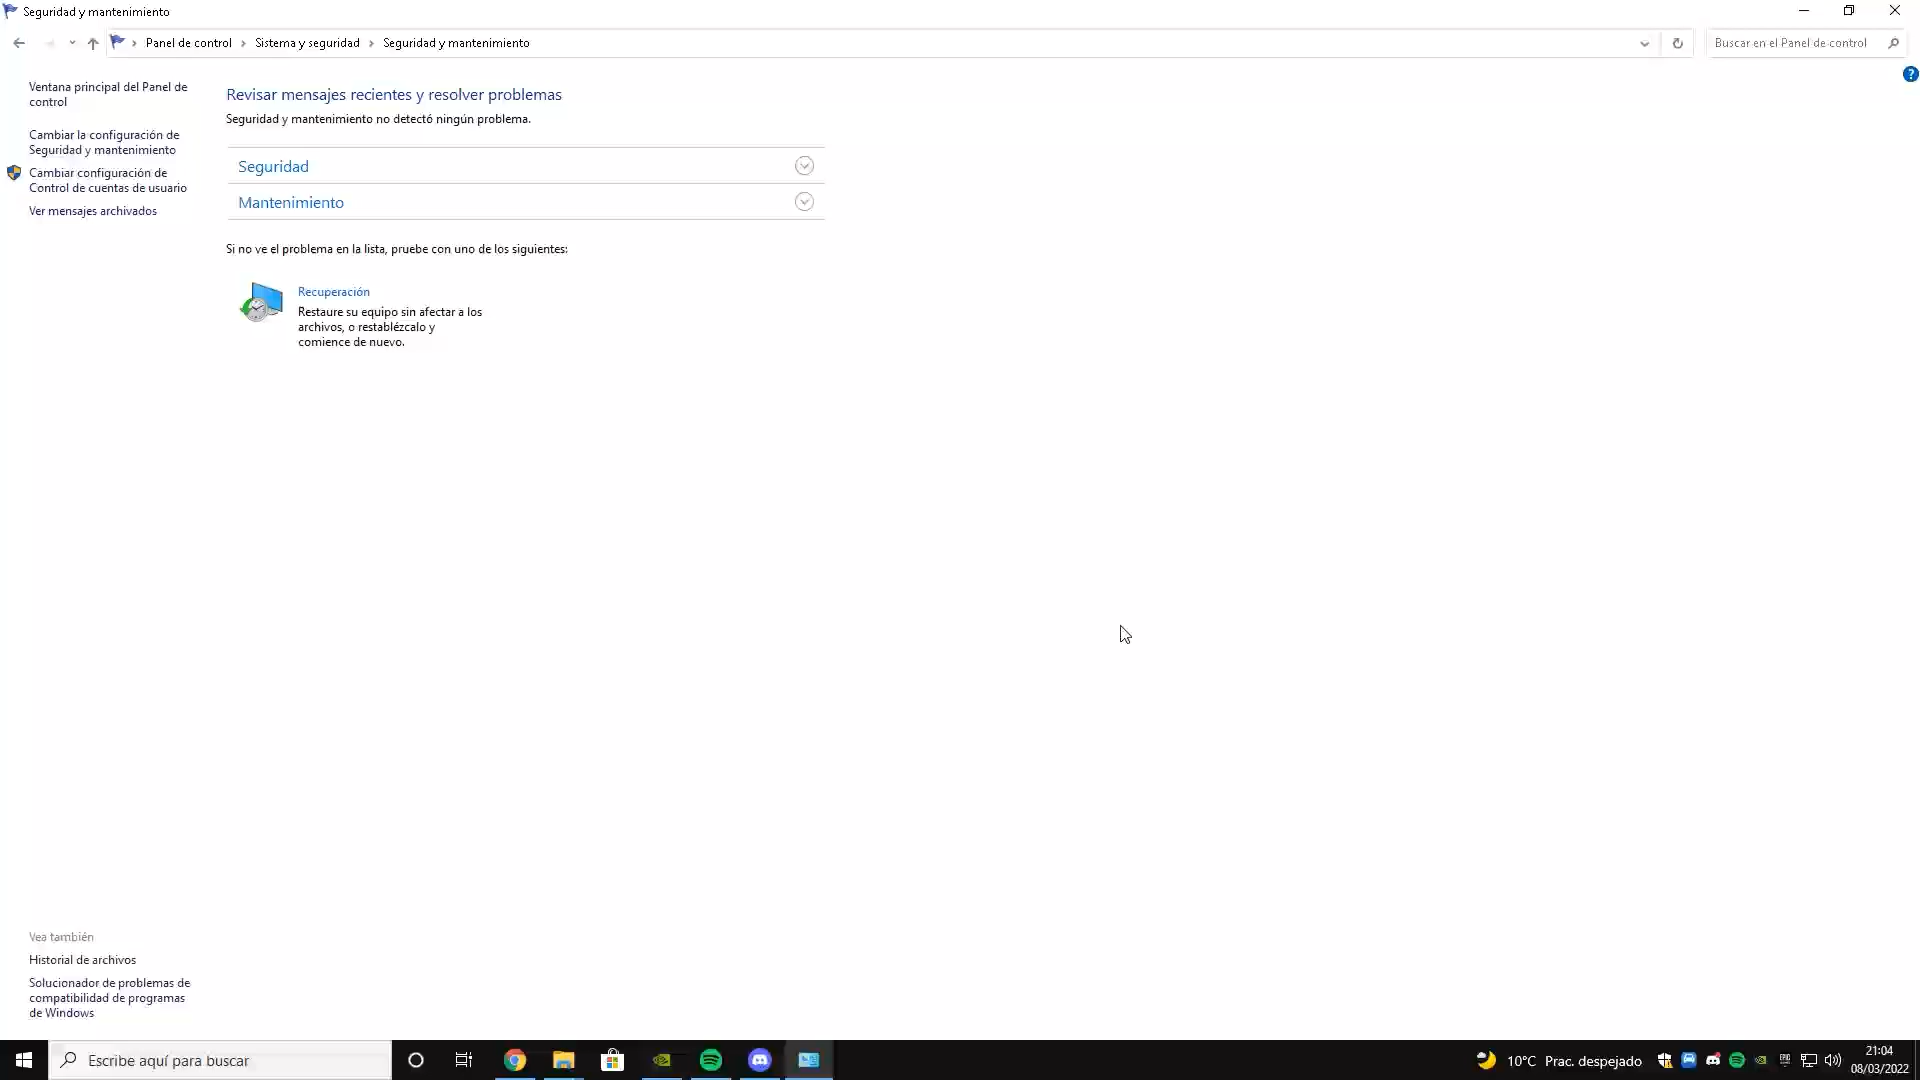 Seguridad y mantenimiento
Panel de control > Sistema y seguridad > Seguridad y mantenimiento
Buscar en el Panel de control
?
Ventana principal del Panel de
control
Cambiar la configuración de
Seguridad y mantenimiento
Cambiar configuración de
Control de cuentas de usuario
Ver mensajes archivados
Revisar mensajes recientes y resolver problemas
Seguridad y mantenimiento no detectó ningún problema.
Seguridad
Mantenimiento
Si no ve el problema en la lista, pruebe con uno de los siguientes:
Recuperación
Restaure su equipo sin afectar a los
archivos, o restablézcalo y
comience de nuevo.
Vea también
Historial de archivos
Solucionador de problemas de
compatibilidad de programas
de Windows
Escribe aquí para buscar
10°C Prac. despejado
21:04
08/03/2022